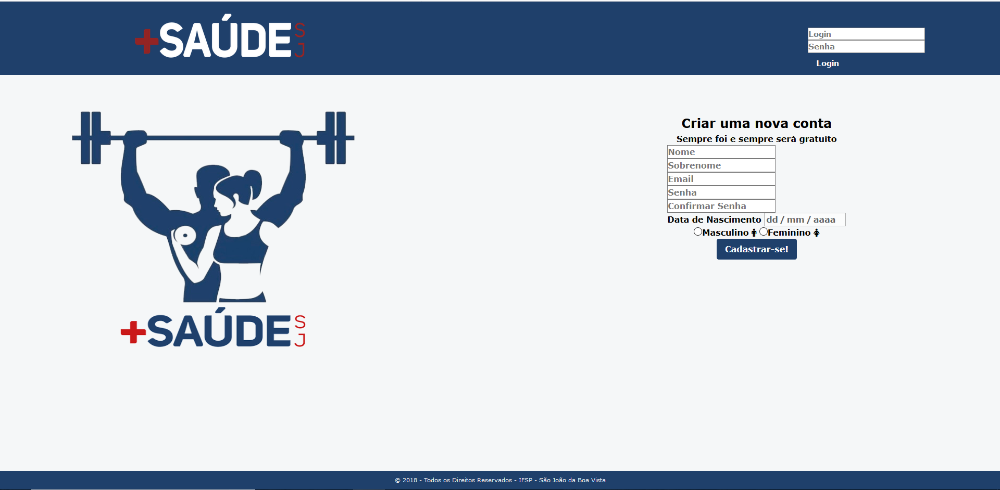 +SAÚDE SJ
Login
Senha
Login
Criar uma nova conta
Sempre foi e sempre será gratuíto
Nome
Sobrenome
Email
Senha
Confirmar Senha
Data de Nascimento dd / mm / aaaa
Masculino Feminino
Cadastrar-se!
+SAÚDE SJ
© 2018 - Todos os Direitos Reservados - IFSP - São João da Boa Vista